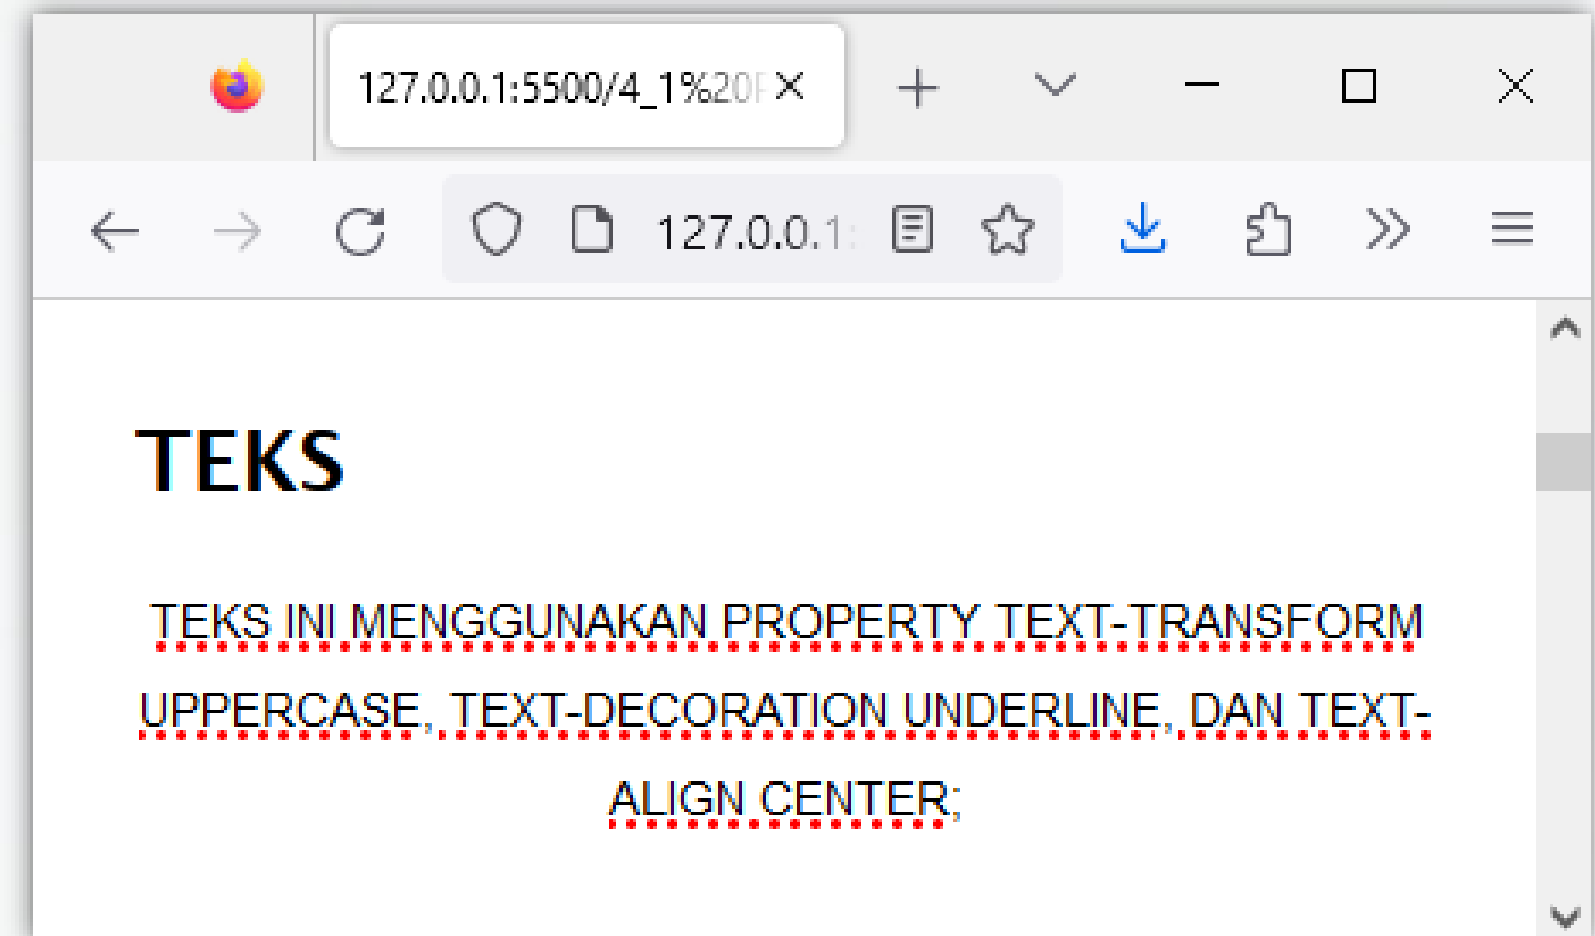 127.0.0.1:5500/4_1%20
127.0.0.1:
TEKS
TEKS INI MENGGUNAKAN PROPERTY TEXT-TRANSFORM
UPPERCASE, TEXT-DECORATION UNDERLINE, DAN TEXT-
ALIGN CENTER;